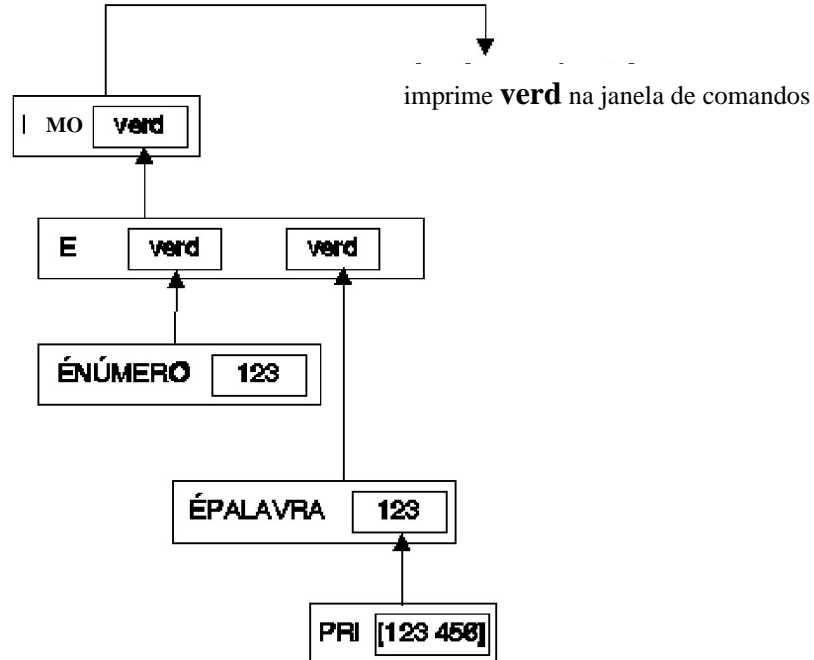 imprime verd na janela de comandos
MO verd
E verd verd
ÉNÚMERO 123
ÉPALAVRA 123
PRI [123 456]